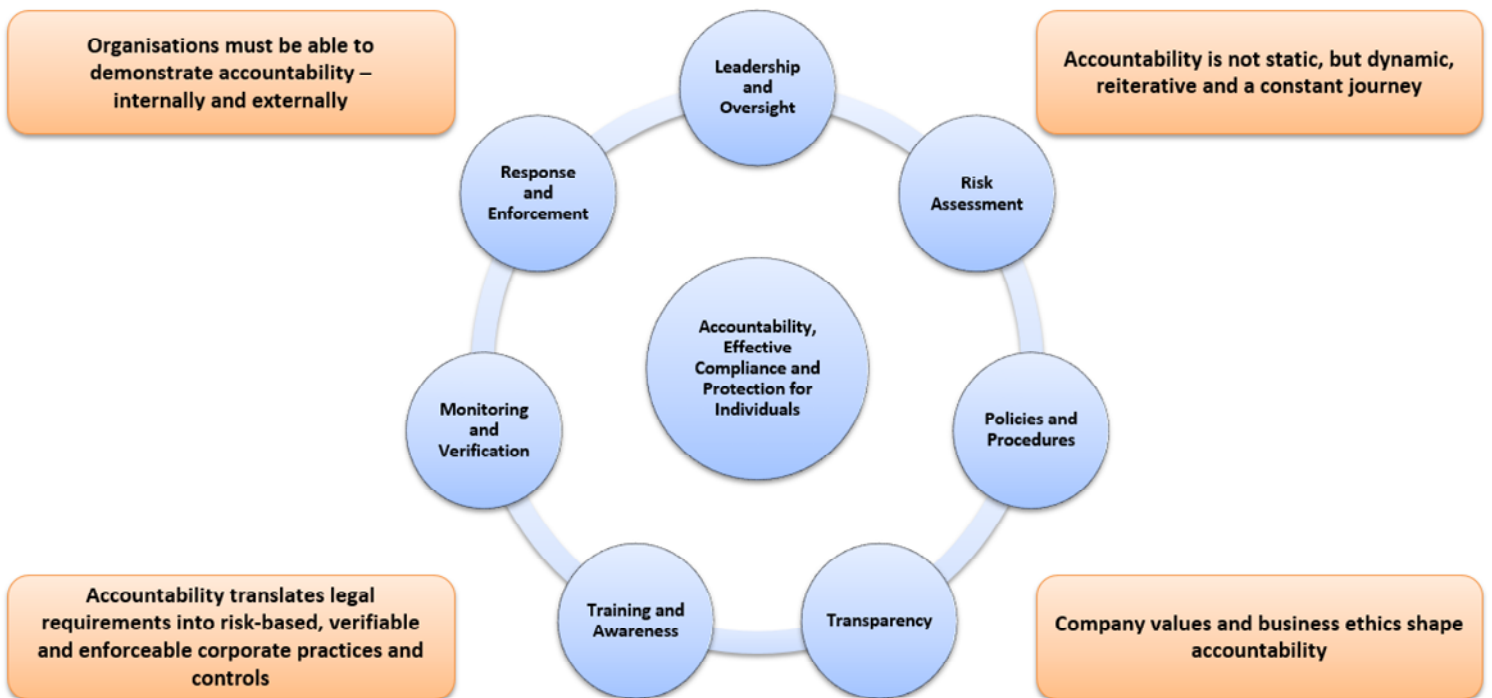 Organisations must be able to
demonstrate accountability –
internally and externally
Leadership
and
Oversight
Accountability is not static, but dynamic,
reiterative and a constant journey
Response
and
Enforcement
Risk
Assessment
Accountability,
Effective
Compliance and
Protection for
Individuals
Monitoring
and
Verification
Policies and
Procedures
Training and
Awareness
Transparency
Accountability translates legal
requirements into risk-based, verifiable
and enforceable corporate practices and
controls
Company values and business ethics shape
accountability